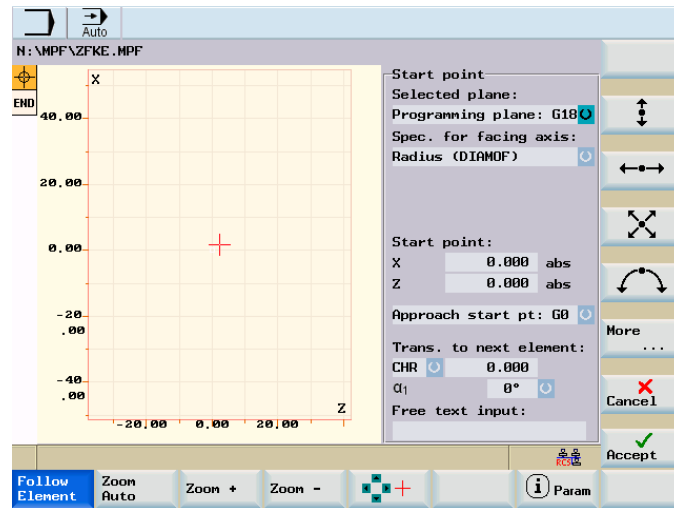 Auto
N:\MPF\ZFKE.MPF
END
X
40.00
20.00
0.00
-20
.00
-40
.00
-20.00 0.00 20.00
Z
Start point
Selected plane:
Programming plane: G18
Spec. for facing axis:
Radius (DIAMOF)
Start point:
X 0.000 abs
Z 0.000 abs
Approach start pt: G0
Trans. to next element:
CHR 0.000
α1 0°
Free text input:
More
...
Cancel
Accept
RCS
Follow
Element
Zoom
Auto
Zoom +
Zoom -
i Param